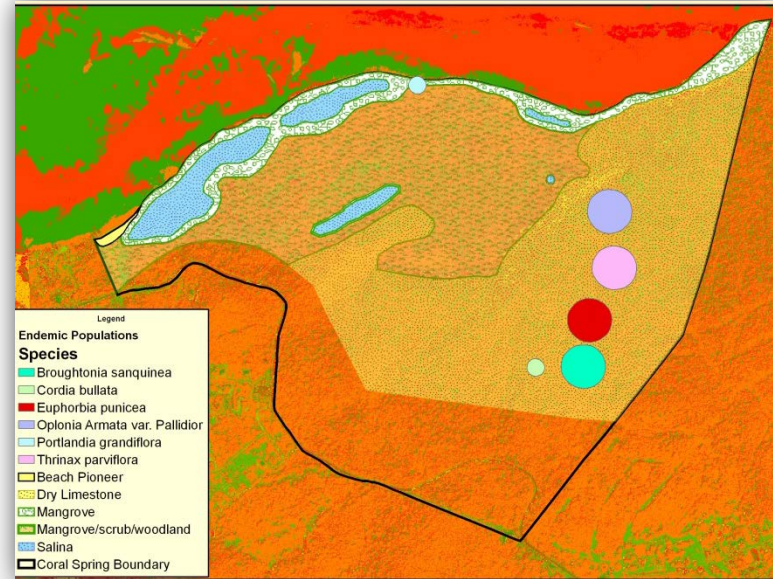 Legend
Endemic Populations
Species
Broughtonia sanquinea
Cordia bullata
Euphorbia punicea
Oplonia Armata var. Pallidior
Portlandia grandiflora
Thrinax parviflora
Beach Pioneer
Dry Limestone
Mangrove
Mangrove/scrub/woodland
Salina
Coral Spring Boundary